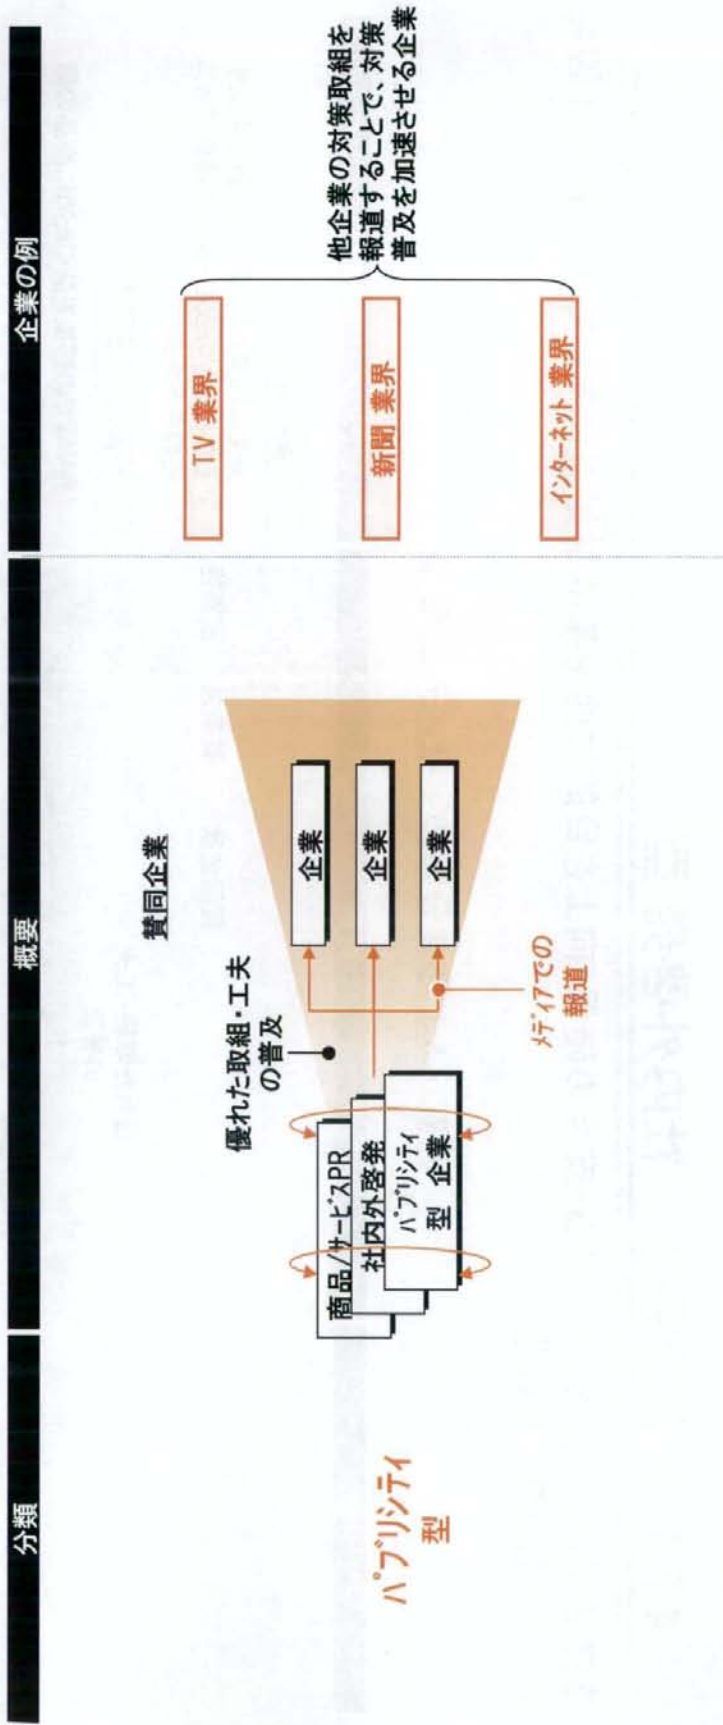 分類
概要
企業の例
パブリシティ
型
賛同企業
優れた取組・工夫
の普及
商品/サービスPR
社内外啓発
パブリシティ
型 企業
企業
企業
企業
メディアでの
報道
TV 業界
新聞 業界
インターネット 業界
他企業の対策取組を
報道することで、対策
普及を加速させる企業